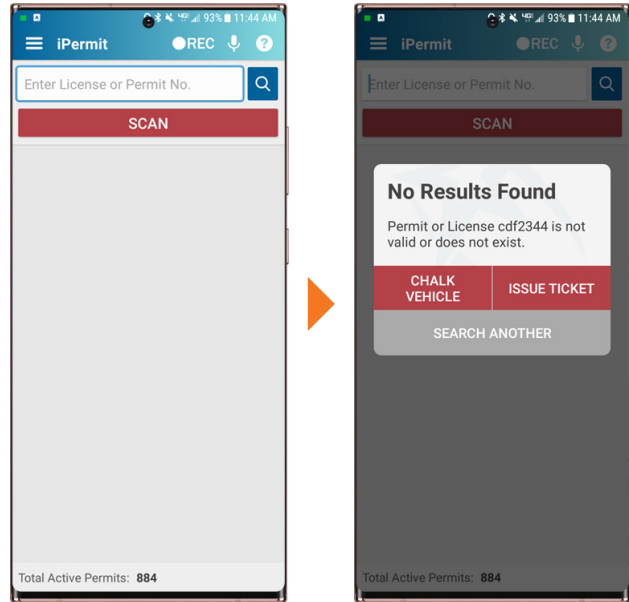 93% 11:44 AM
iPermit REC ?
Enter License or Permit No.
SCAN
Total Active Permits: 884
93% 11:44 AM
iPermit REC ?
Enter License or Permit No.
SCAN
No Results Found
Permit or License cdf2344 is not
valid or does not exist.
CHALK
VEHICLE
ISSUE TICKET
SEARCH ANOTHER
Total Active Permits: 884